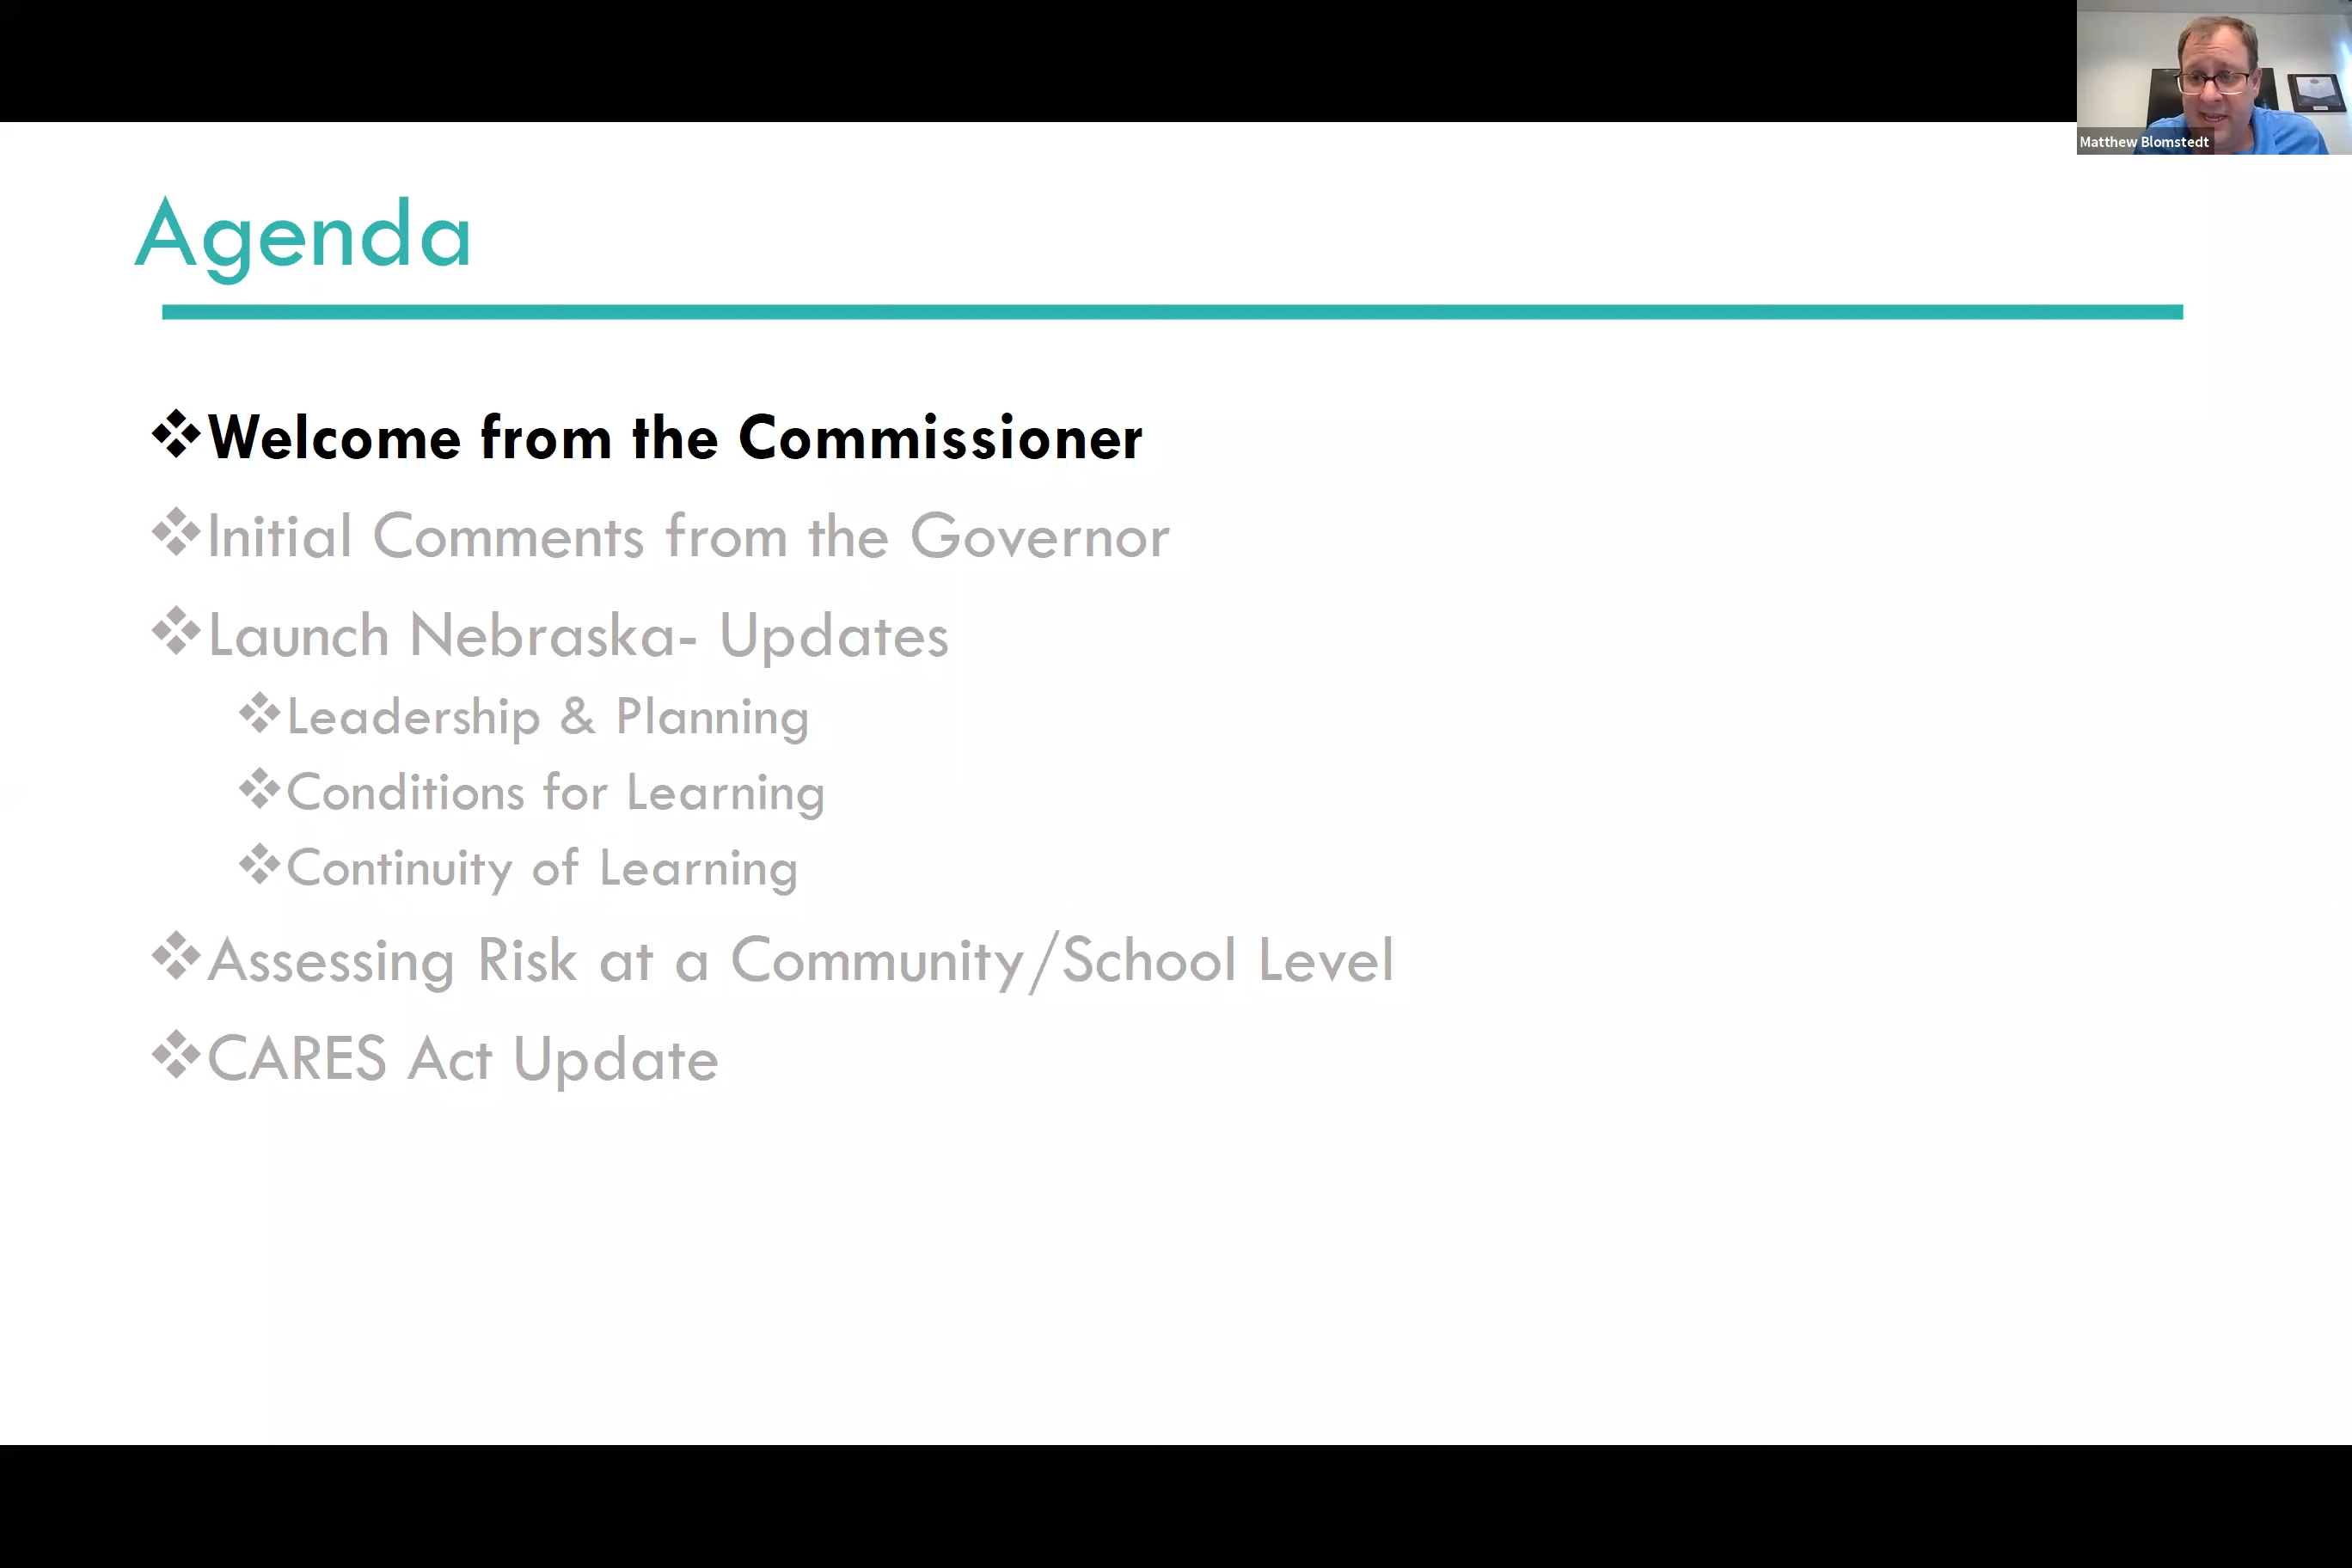 Matthew Blomstedt
Agenda
❖Welcome from the Commissioner
❖Initial Comments from the Governor
❖Launch Nebraska- Updates
❖Leadership & Planning
❖Conditions for Learning
❖Continuity of Learning
❖Assessing Risk at a Community/School Level
❖CARES Act Update